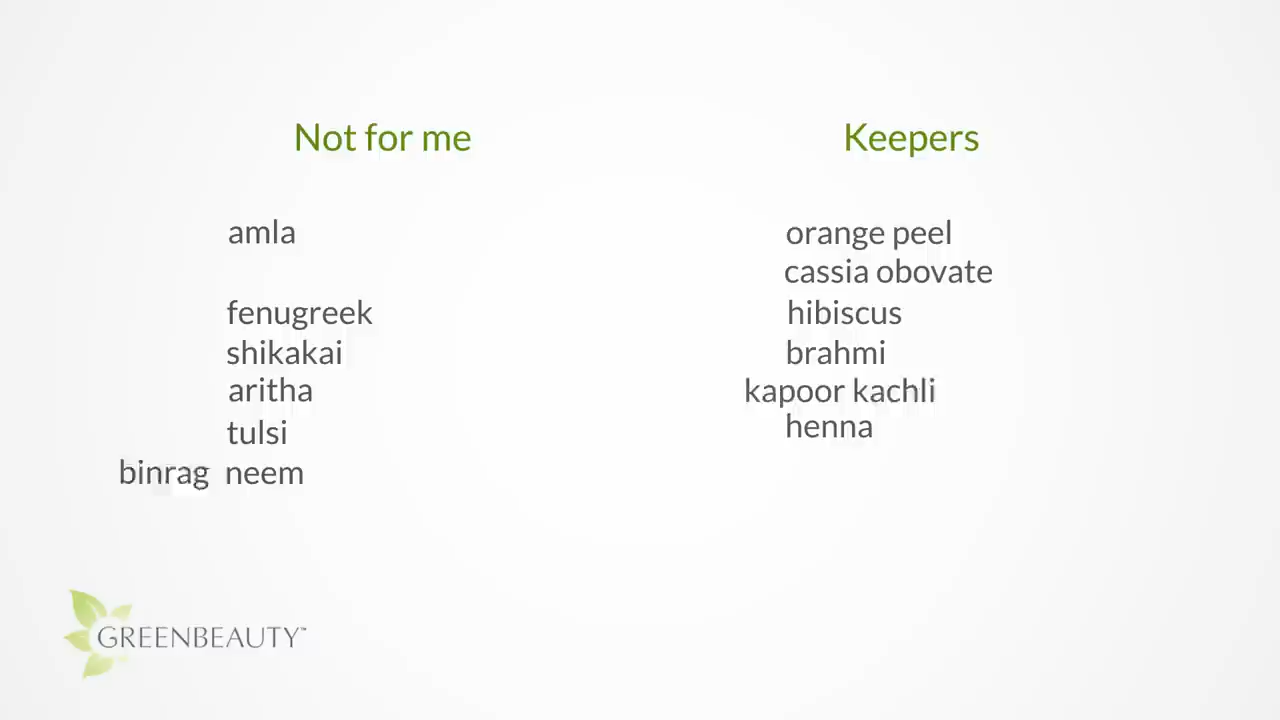 Not for me
amla
fenugreek
shikakai
aritha
tulsi
binrag neem
Keepers
orange peel
cassia obovate
hibiscus
brahmi
kapoor kachli
henna
GREENBEAUTY™